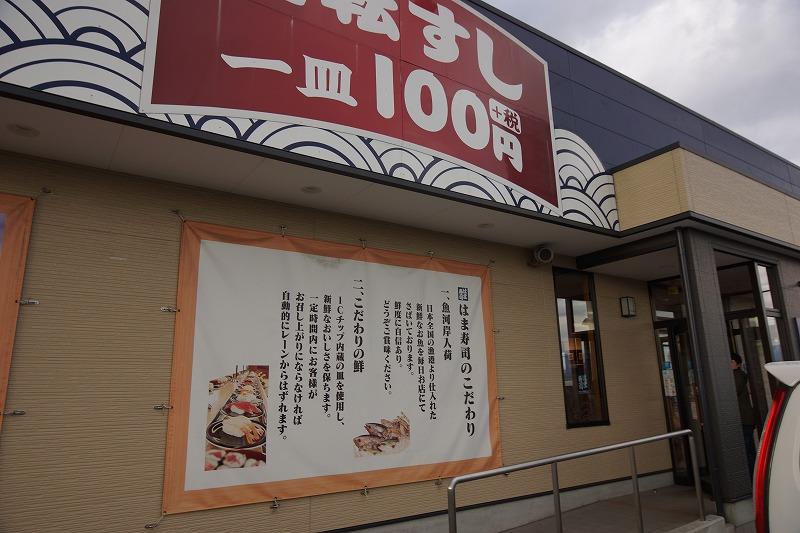 転すし
一皿100円
+税
はま寿司のこだわり
一、魚河岸入荷
日本全国の漁港より仕入れた
新鮮なお魚を毎日お店にて
さばいております。
鮮度に自信あり。
どうぞご賞味ください。
二、こだわりの鮮
ICチップ内蔵の皿を使用し、
新鮮なおいしさを保ちます。
一定時間内にお客様が
お召し上がりにならなければ
自動的にレーンからはずれます。